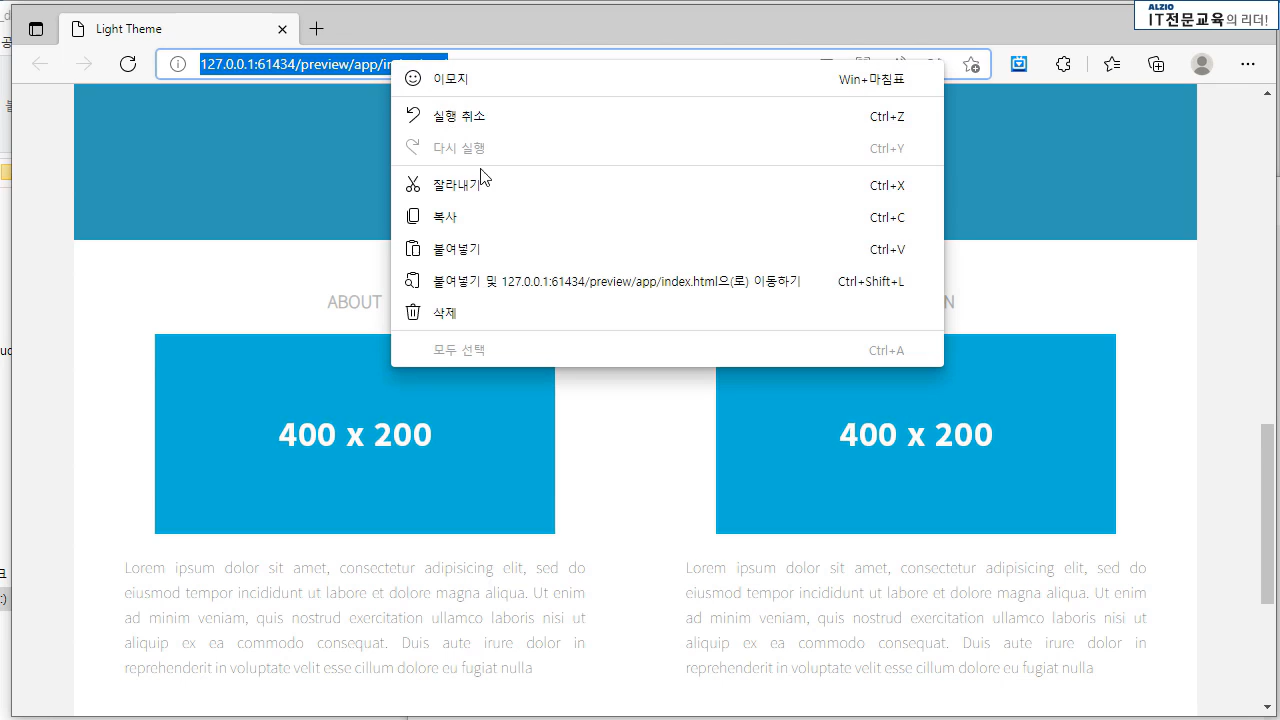 ALZIO
IT전문교육의 리더!
Light Theme
127.0.0.1:61434/preview/app/in
이모지 Win+마침표
실행 취소 Ctrl+Z
다시 실행 Ctrl+Y
잘라내기 Ctrl+X
복사 Ctrl+C
붙여넣기 Ctrl+V
붙여넣기 및 127.0.0.1:61434/preview/app/index.html으(로) 이동하기 Ctrl+Shift+L
삭제
모두 선택 Ctrl+A
ABOUT
N
400 x 200
400 x 200
Lorem ipsum dolor sit amet, consectetur adipisicing elit, sed do
eiusmod tempor incididunt ut labore et dolore magna aliqua. Ut enim
ad minim veniam, quis nostrud exercitation ullamco laboris nisi ut
aliquip ex ea commodo consequat. Duis aute irure dolor in
reprehenderit in voluptate velit esse cillum dolore eu fugiat nulla
Lorem ipsum dolor sit amet, consectetur adipisicing elit, sed do
eiusmod tempor incididunt ut labore et dolore magna aliqua. Ut enim
ad minim veniam, quis nostrud exercitation ullamco laboris nisi ut
aliquip ex ea commodo consequat. Duis aute irure dolor in
reprehenderit in voluptate velit esse cillum dolore eu fugiat nulla